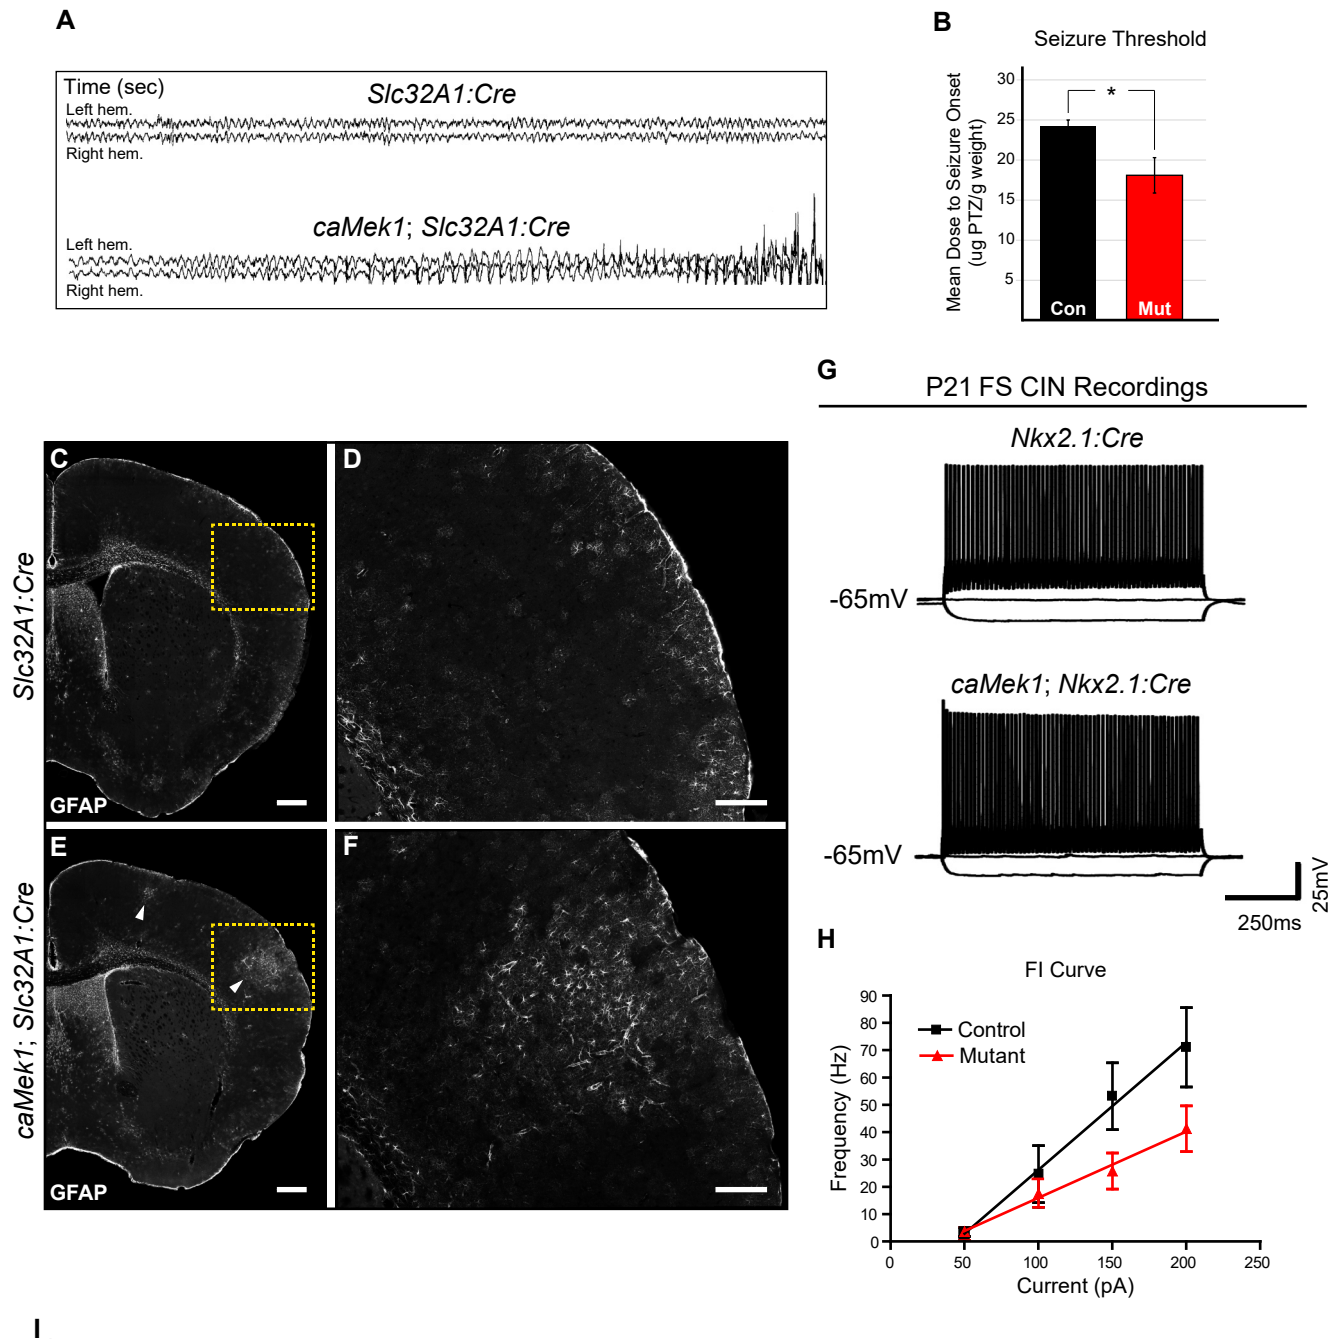 A
Time (sec)
Slc32A1:Cre
Left hem.
Right hem.
caMek1; Slc32A1:Cre
Left hem.
Right hem.
B
Seizure Threshold
Mean Dose to Seizure Onset
(ug PTZ/g weight)
30
25
20
15
10
5
*
Con
Mut
C
D
Slc32A1:Cre
GFAP
E
F
caMek1; Slc32A1:Cre
GFAP
G
P21 FS CIN Recordings
Nkx2.1:Cre
-65mV
caMek1; Nkx2.1:Cre
-65mV
25mV
250ms
H
FI Curve
Frequency (Hz)
90
80
70
60
50
40
30
20
10
0
Control
Mutant
0
50
100
150
200
250
Current (pA)
I